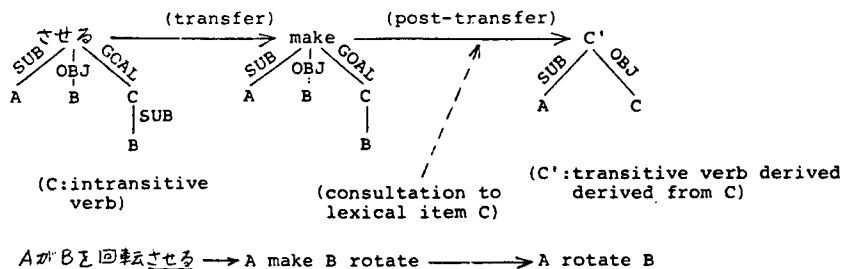 (transfer) (post-transfer)
させる make C'
SUB OBJ GOAL SUB OBJ GOAL SUB OBJ
A B C A B C A C
SUB
B B
(C:intransitive verb) (consultation to lexical item C) (C':transitive verb derived derived from C)
AがBを回転させる → A make B rotate → A rotate B